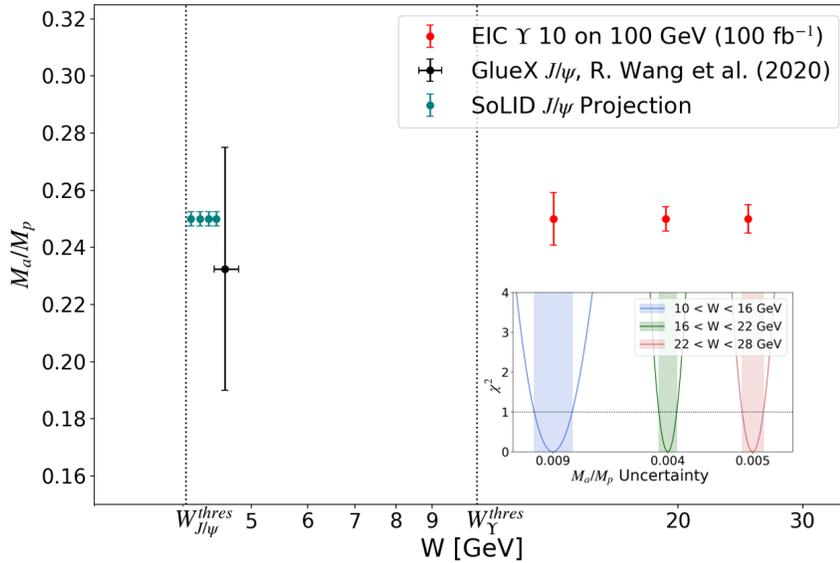 0.32
0.30
0.28
0.26
0.24
0.22
0.20
0.18
0.16
M_a/M_p
EIC ϒ 10 on 100 GeV (100 fb⁻¹)
GlueX J/ψ, R. Wang et al. (2020)
SoLID J/ψ Projection
4
3
2
1
0
χ²
10 < W < 16 GeV
16 < W < 22 GeV
22 < W < 28 GeV
0.009 0.004 0.005
M_a/M_p Uncertainty
W^{thres}_{J/ψ} 5 6 7 8 9 W^{thres}_ϒ 20 30
W [GeV]